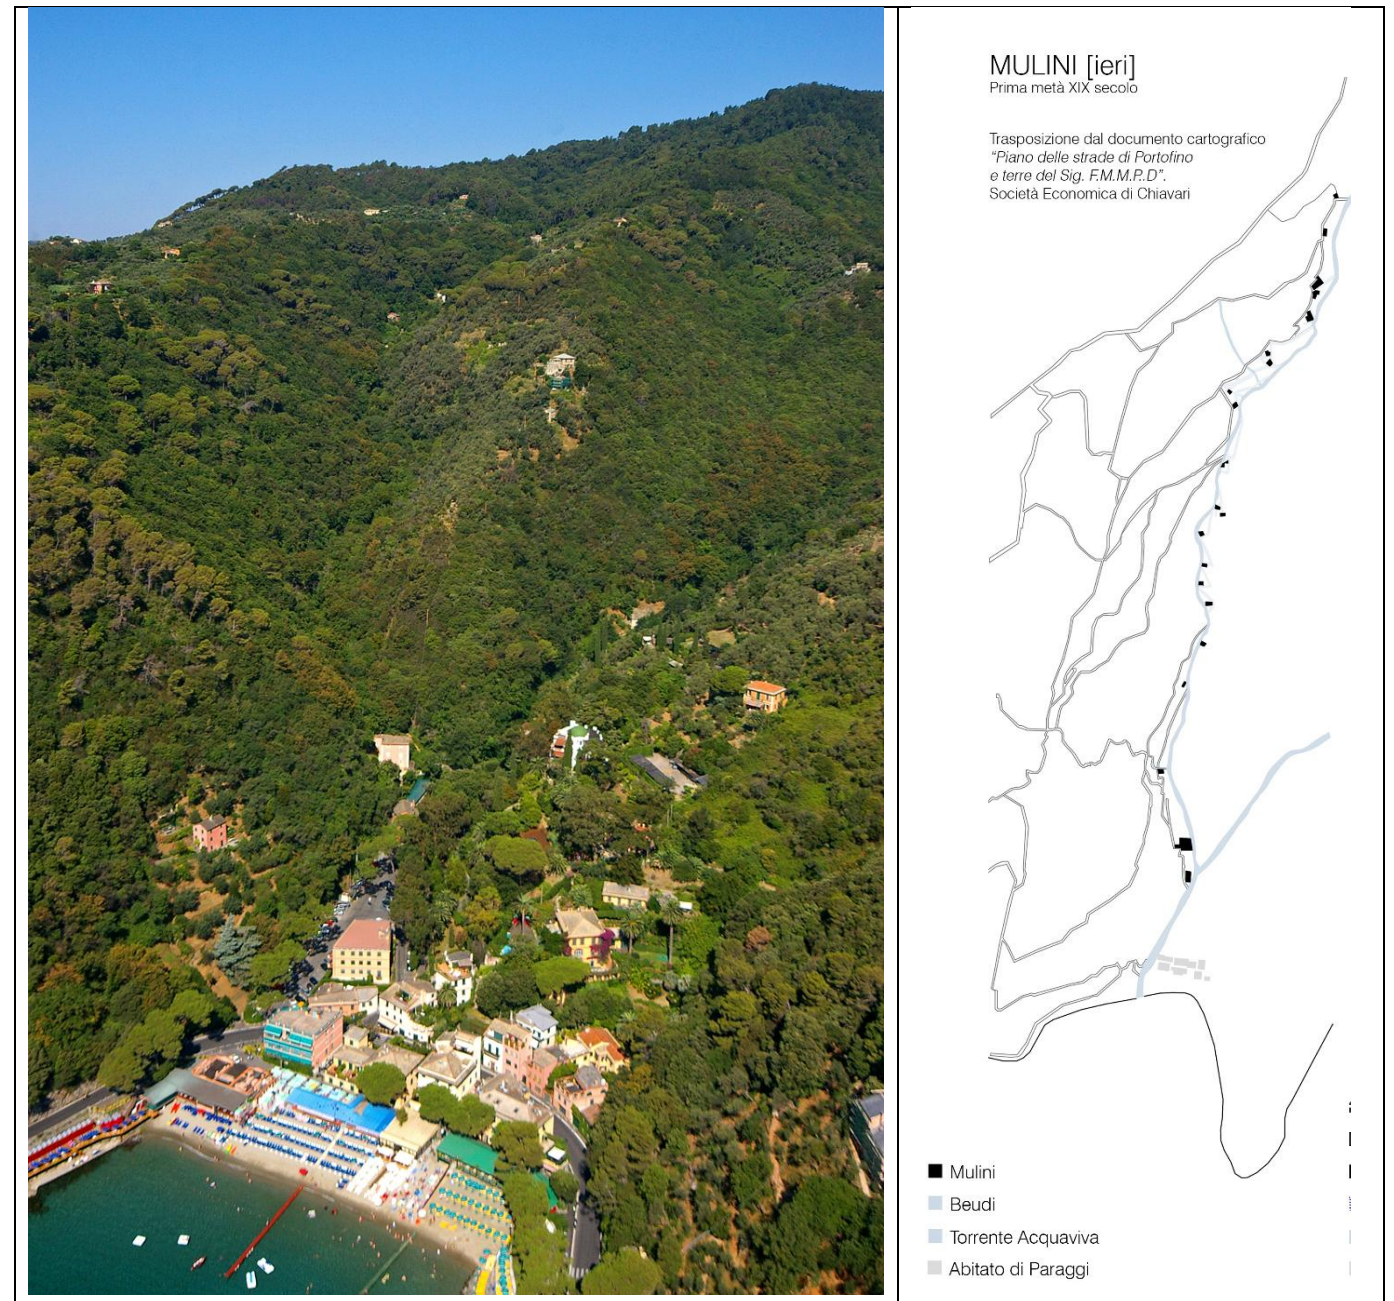 MULINI [ieri]
Prima metà XIX secolo
Trasposizione dal documento cartografico
"Piano delle strade di Portofino
e terre del Sig. F.M.M.P..D".
Società Economica di Chiavari
Mulini
Beudi
Torrente Acquaviva
Abitato di Paraggi